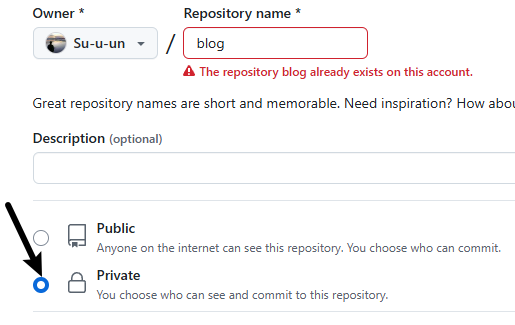 Owner * Repository name *
Su-u-un / blog
The repository blog already exists on this account.
Great repository names are short and memorable. Need inspiration? How abou
Description (optional)
Public
Anyone on the internet can see this repository. You choose who can commit.
Private
You choose who can see and commit to this repository.